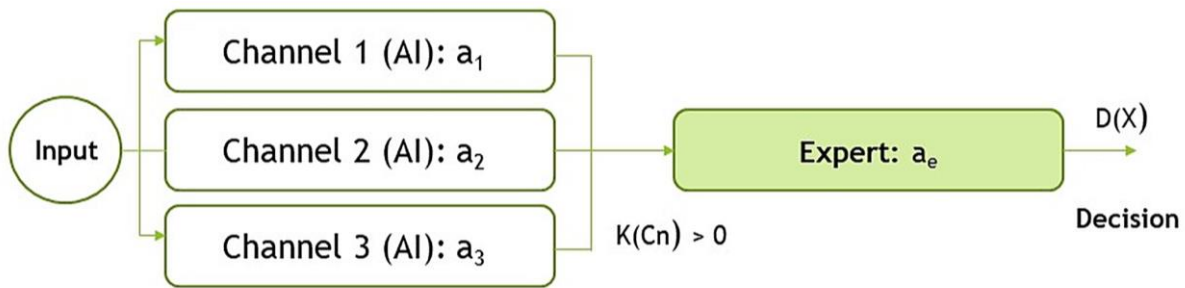 Input
Channel 1 (AI): a₁
Channel 2 (AI): a₂
Channel 3 (AI): a₃
K(Cn) > 0
Expert: aₑ
D(X)
Decision